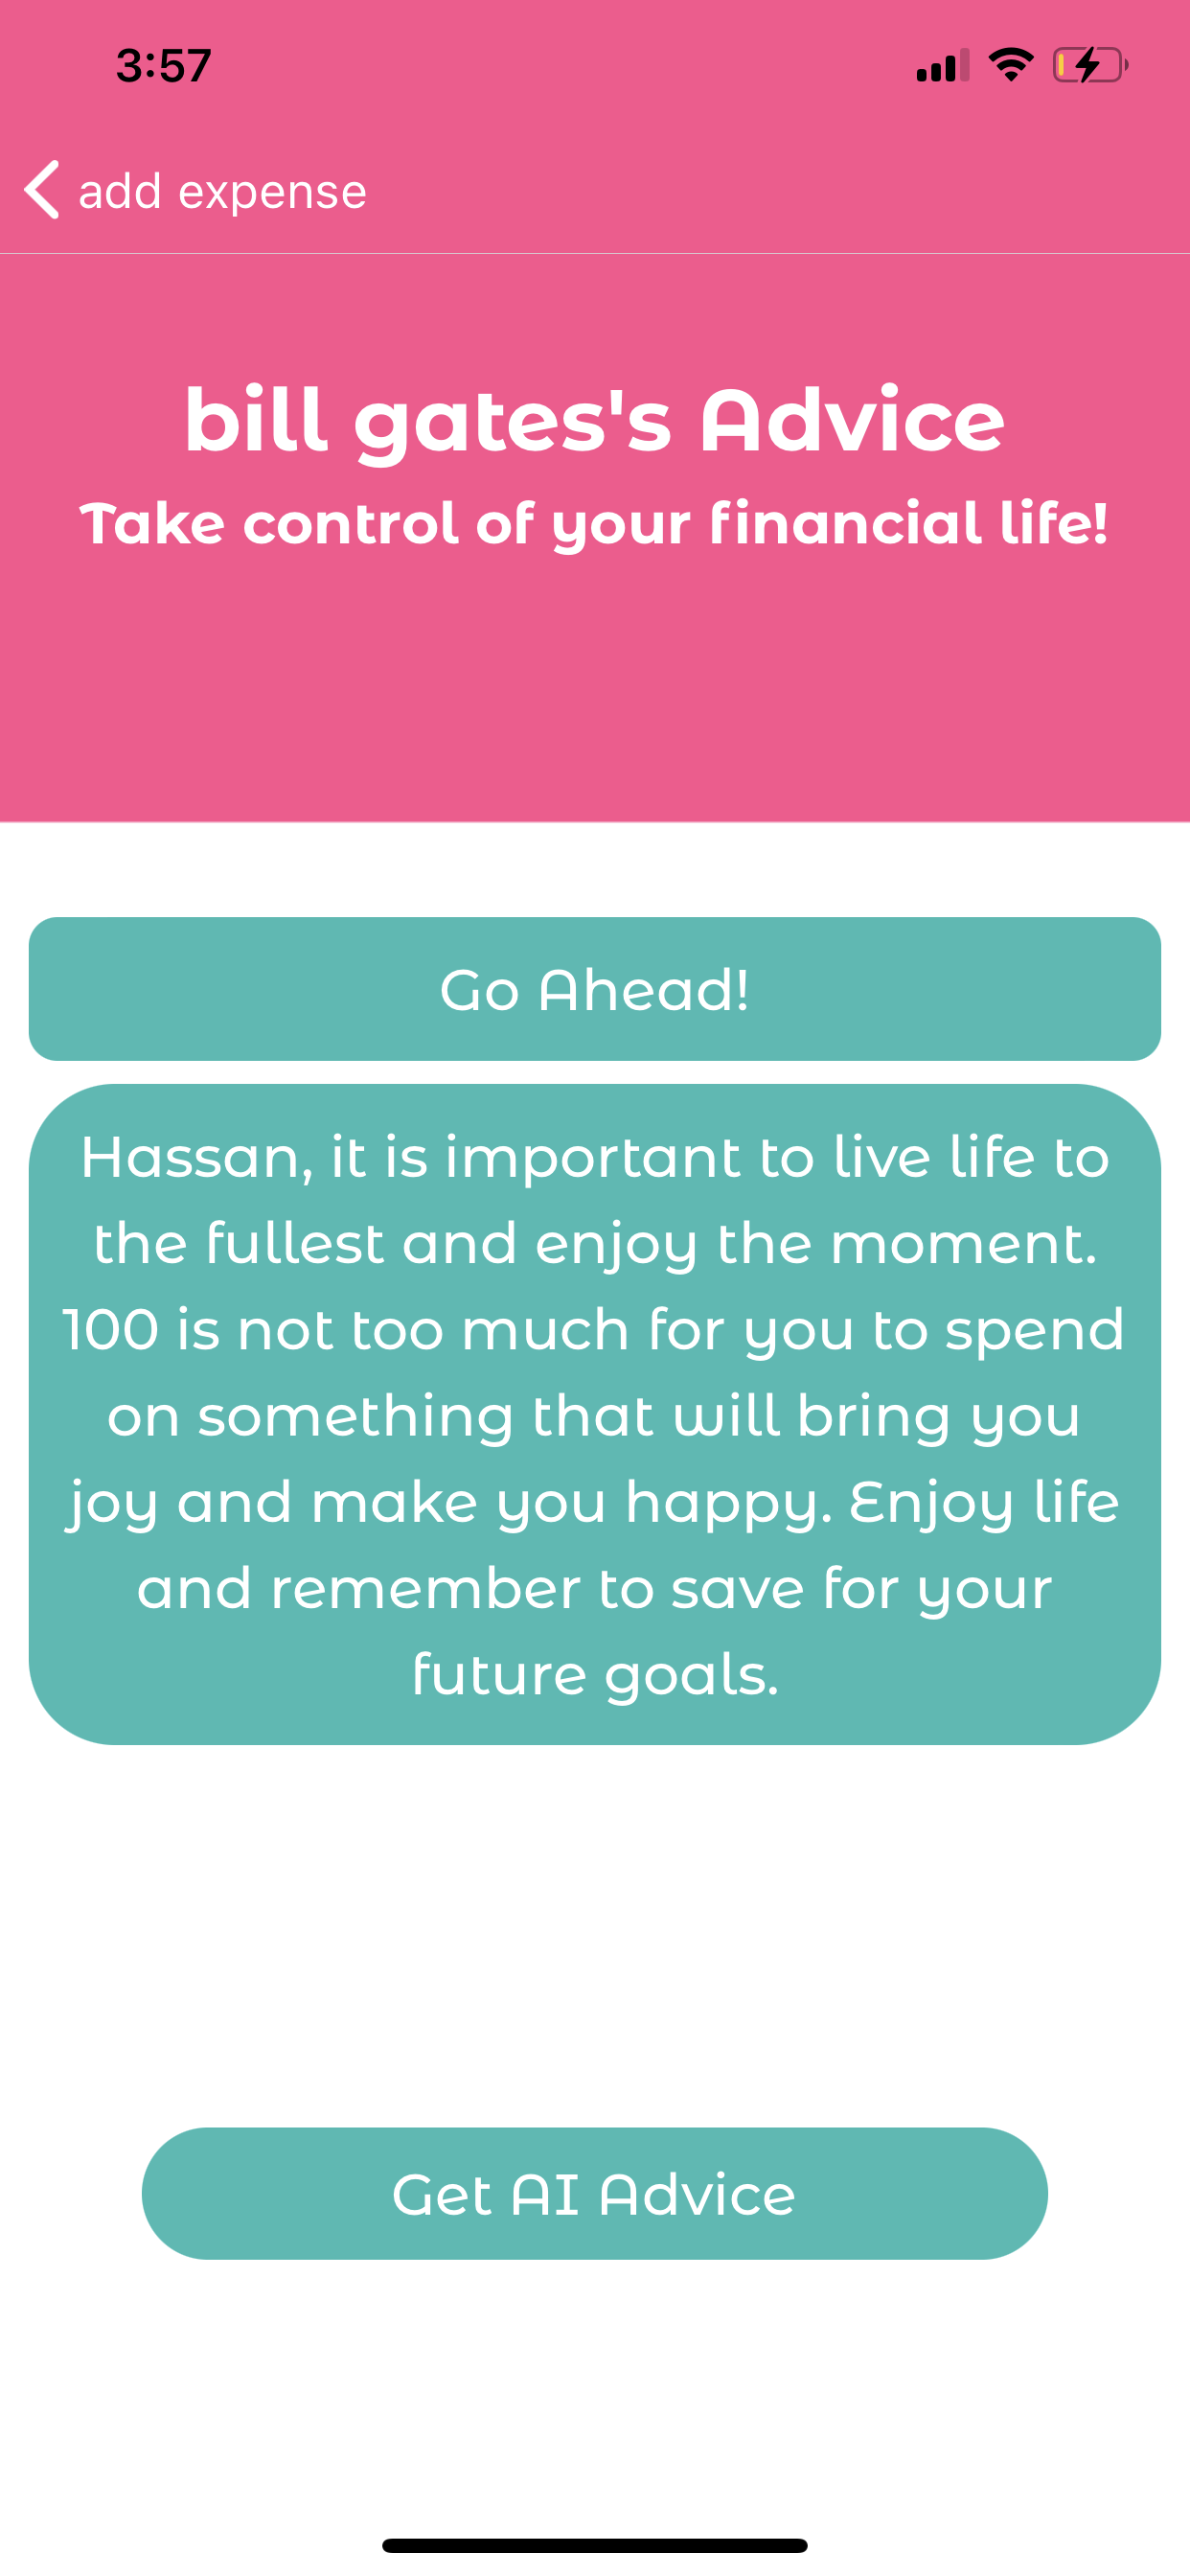 3:57
add expense
bill gates's Advice
Take control of your financial life!
Go Ahead!
Hassan, it is important to live life to
the fullest and enjoy the moment.
100 is not too much for you to spend
on something that will bring you
joy and make you happy. Enjoy life
and remember to save for your
future goals.
Get AI Advice